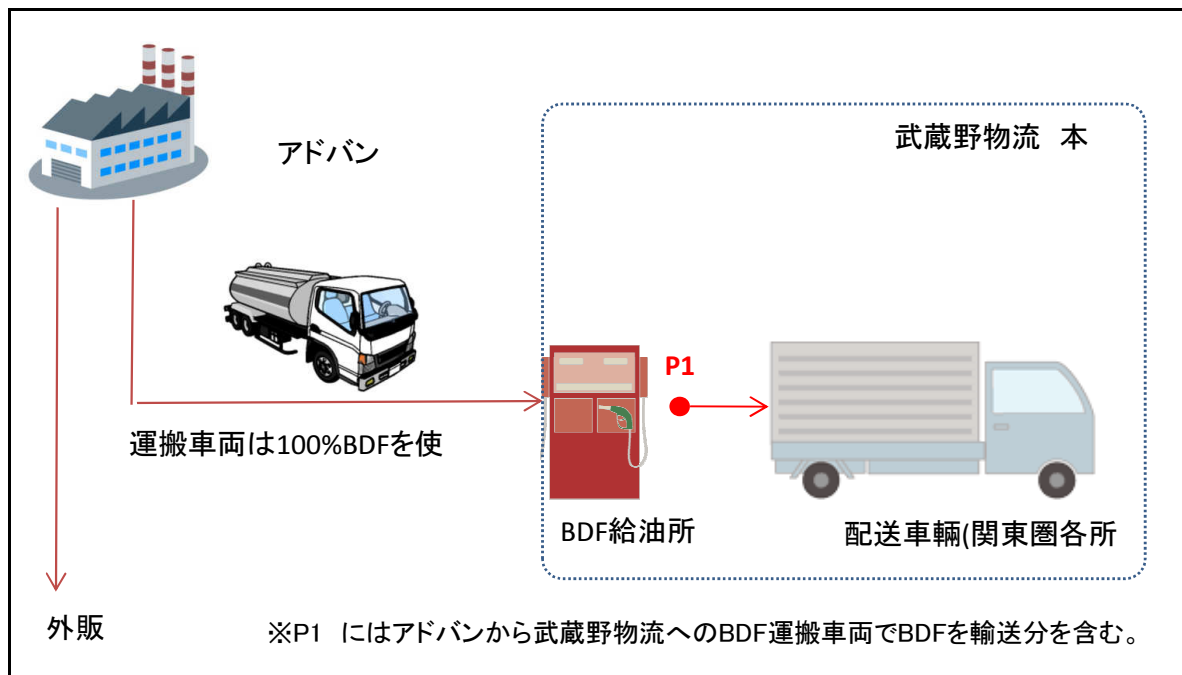 アドバン
武蔵野物流 本
P1
運搬車両は100%BDFを使
BDF給油所
配送車輌(関東圏各所
外販
※P1 にはアドバンから武蔵野物流へのBDF運搬車両でBDFを輸送分を含む。